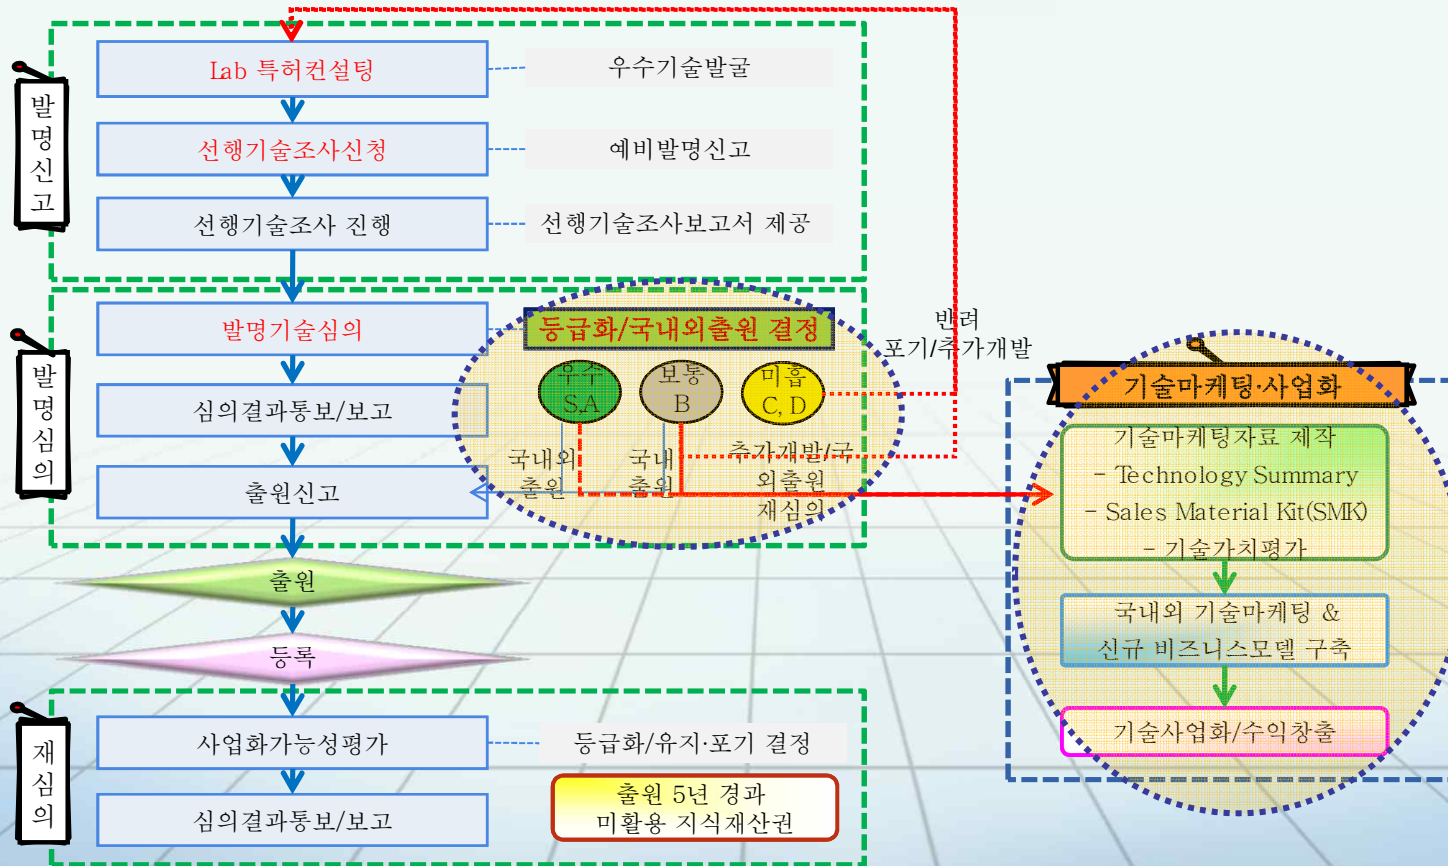 발명신고
Lab 특허컨설팅
우수기술발굴
선행기술조사신청
예비발명신고
선행기술조사 진행
선행기술조사보고서 제공
발명심의
발명기술심의
등급화/국내외출원 결정
우수
S,A
보통
B
미흡
C, D
반려
포기/추가개발
심의결과통보/보고
국내외
출원
국내
출원
추가개발/국
외출원
재심의
출원신고
출원
등록
재심의
사업화가능성평가
등급화/유지·포기 결정
심의결과통보/보고
출원 5년 경과
미활용 지식재산권
기술마케팅·사업화
기술마케팅자료 제작
- Technology Summary
- Sales Material Kit(SMK)
- 기술가치평가
국내외 기술마케팅 &
신규 비즈니스모델 구축
기술사업화/수익창출